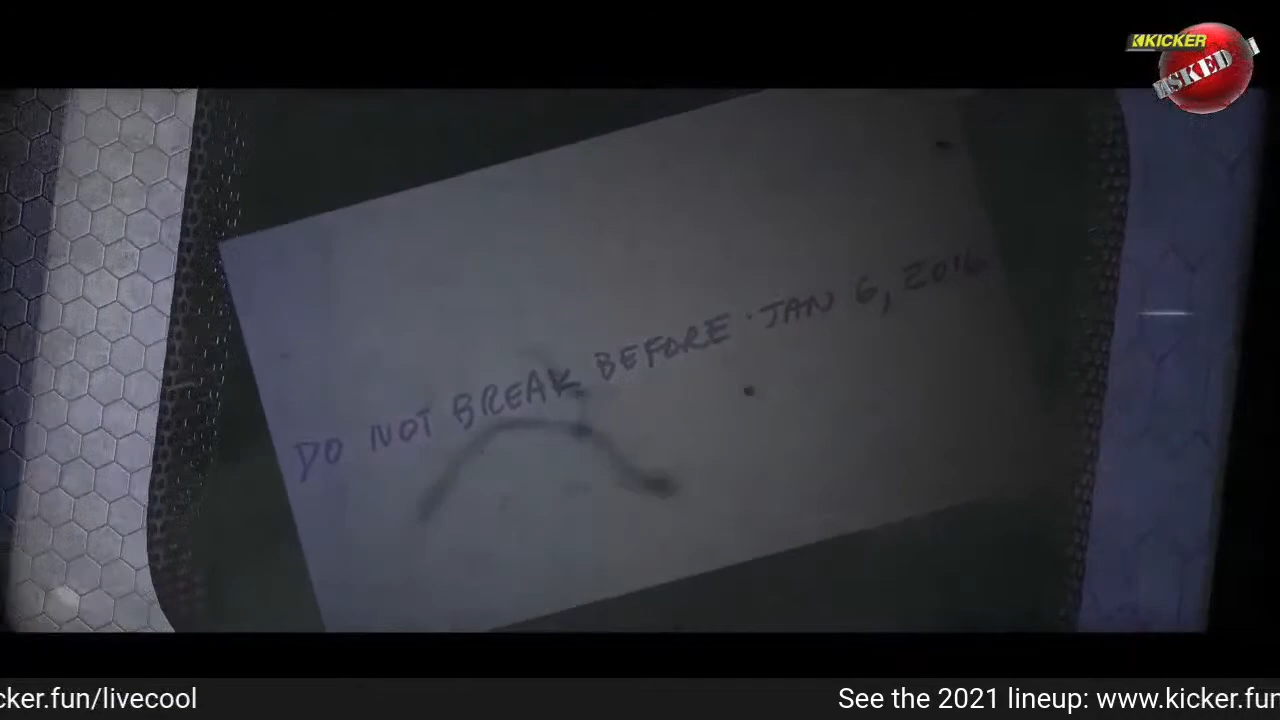 KICKER
DO NOT BREAK BEFORE · JAN 6, 2016
cker.fun/livecool
See the 2021 lineup: www.kicker.fun